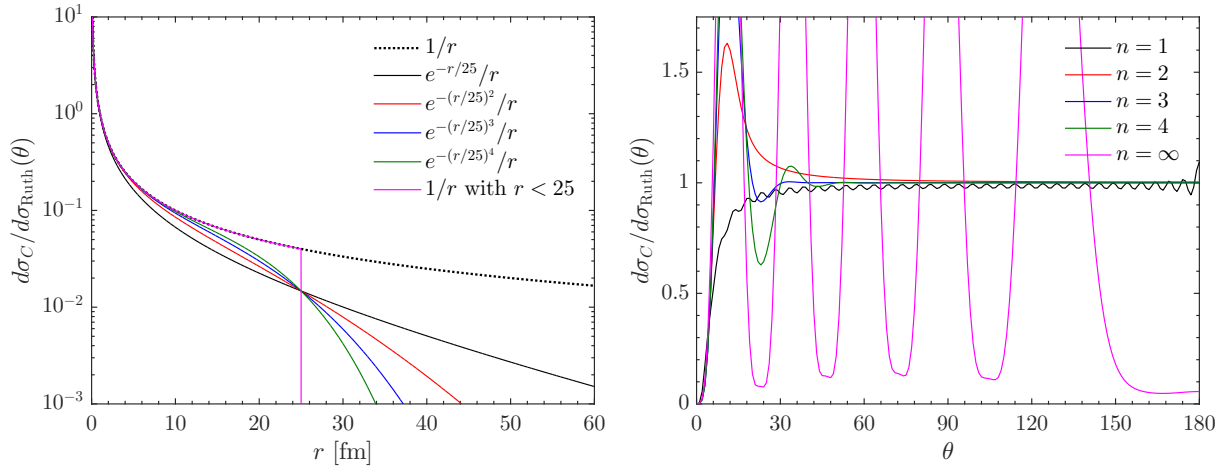 dσ_C/dσ_Ruth(θ)
10^1
10^0
10^{-1}
10^{-2}
10^{-3}
0 10 20 30 40 50 60
r [fm]
1/r
e^{-r/25}/r
e^{-(r/25)^2}/r
e^{-(r/25)^3}/r
e^{-(r/25)^4}/r
1/r with r < 25
dσ_C/dσ_Ruth(θ)
1.5
1
0.5
0
0 30 60 90 120 150 180
θ
n = 1
n = 2
n = 3
n = 4
n = ∞